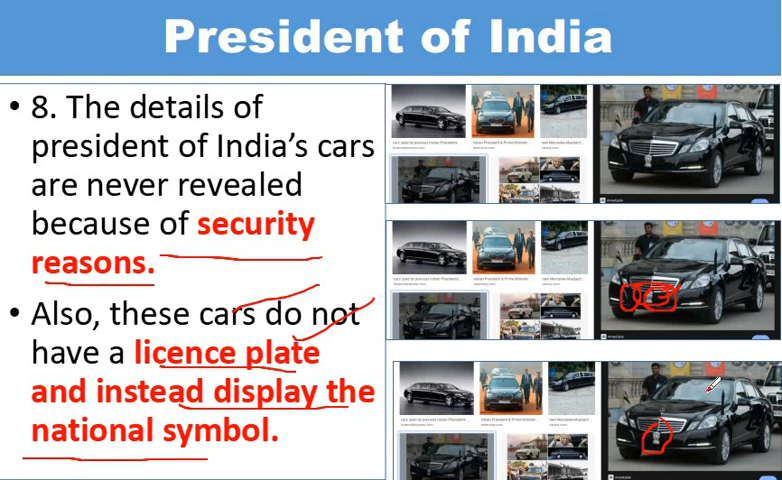 President of India
• 8. The details of
president of India's cars
are never revealed
because of security
reasons.
• Also, these cars do not
have a licence plate
and instead display the
national symbol.